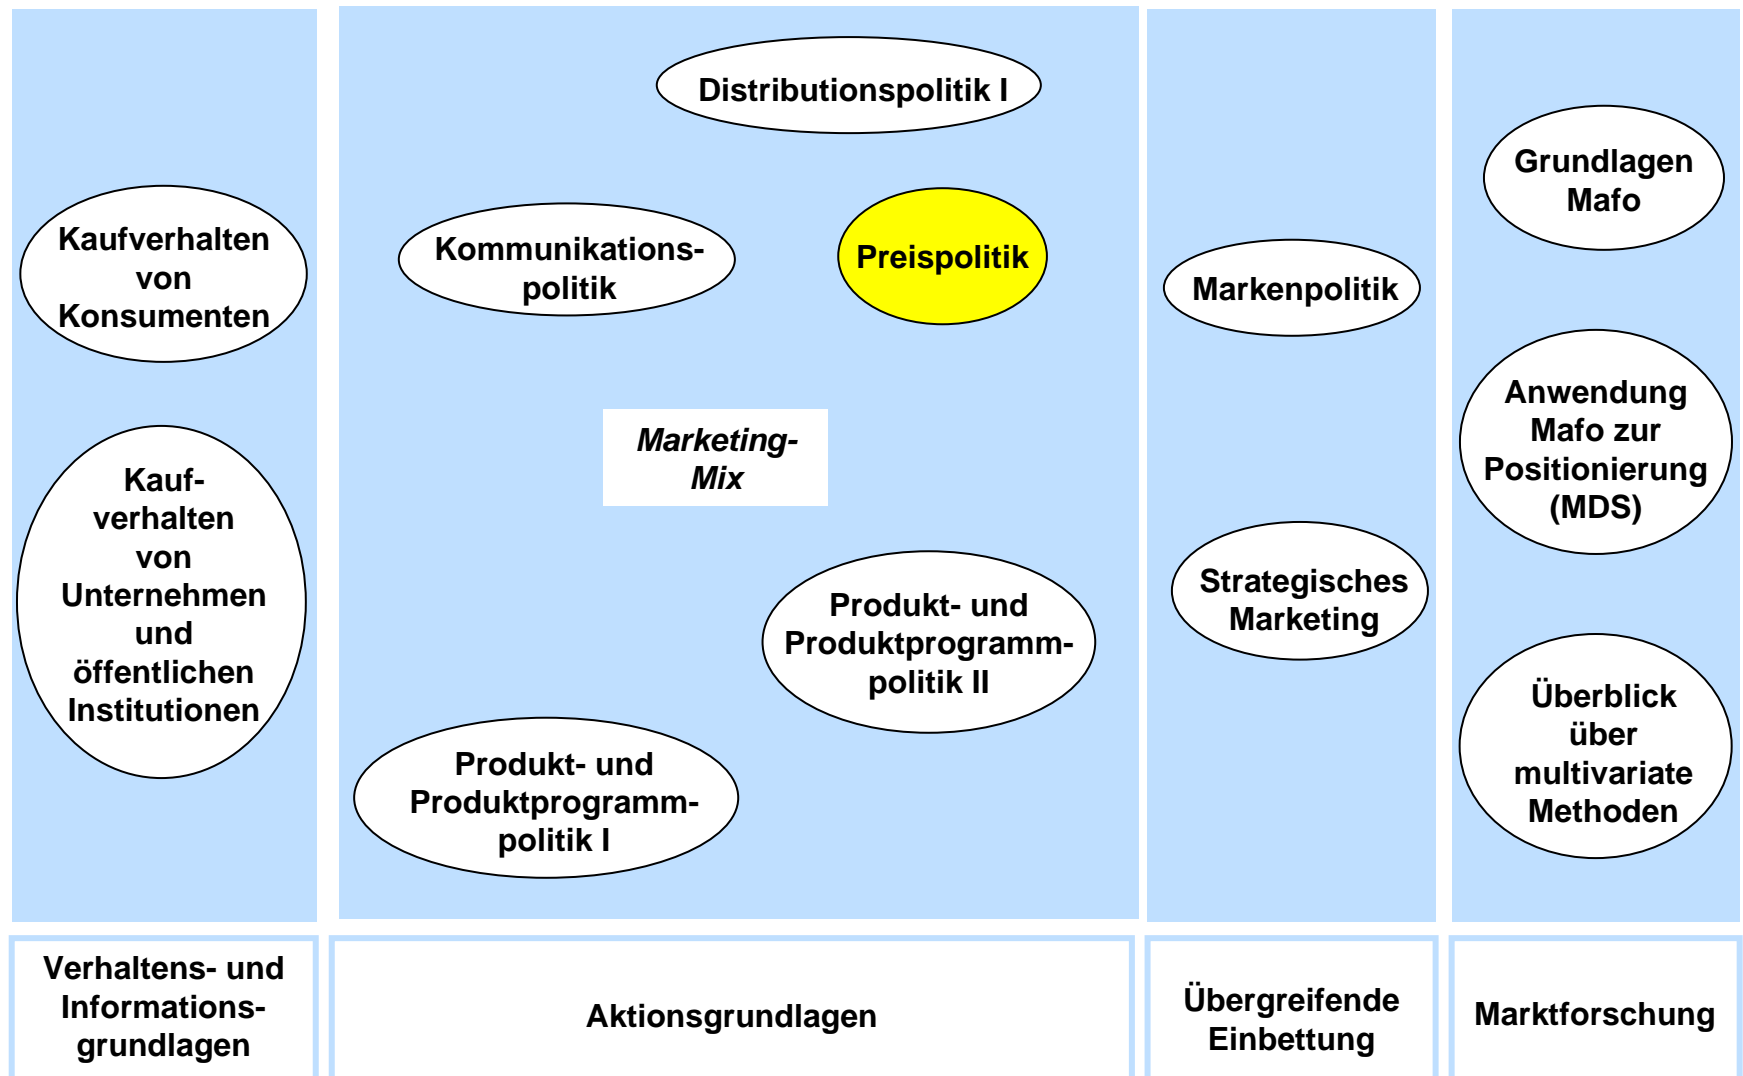 Kaufverhalten
von
Konsumenten
Kauf-
verhalten
von
Unternehmen
und
öffentlichen
Institutionen
Verhaltens- und
Informations-
grundlagen
Distributionspolitik I
Kommunikations-
politik
Preispolitik
Marketing-
Mix
Produkt- und
Produktprogramm-
politik II
Produkt- und
Produktprogramm-
politik I
Aktionsgrundlagen
Markenpolitik
Strategisches
Marketing
Übergreifende
Einbettung
Grundlagen
Mafo
Anwendung
Mafo zur
Positionierung
(MDS)
Überblick
über
multivariate
Methoden
Marktforschung